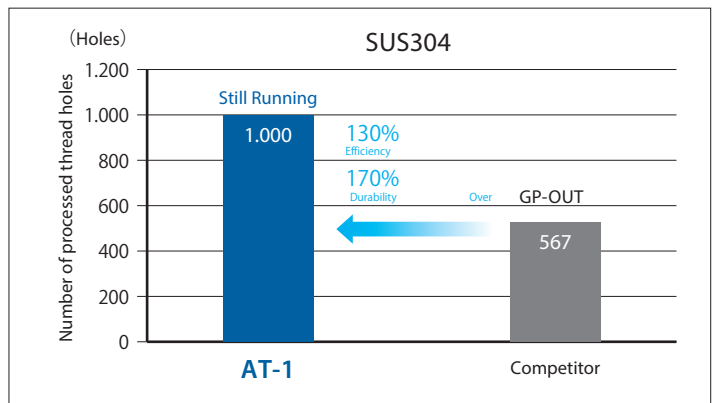 (Holes)
SUS304
Number of processed thread holes
1.200
1.000
800
600
400
200
0
Still Running
1.000
130%
Efficiency
170%
Durability
Over
GP-OUT
567
AT-1
Competitor